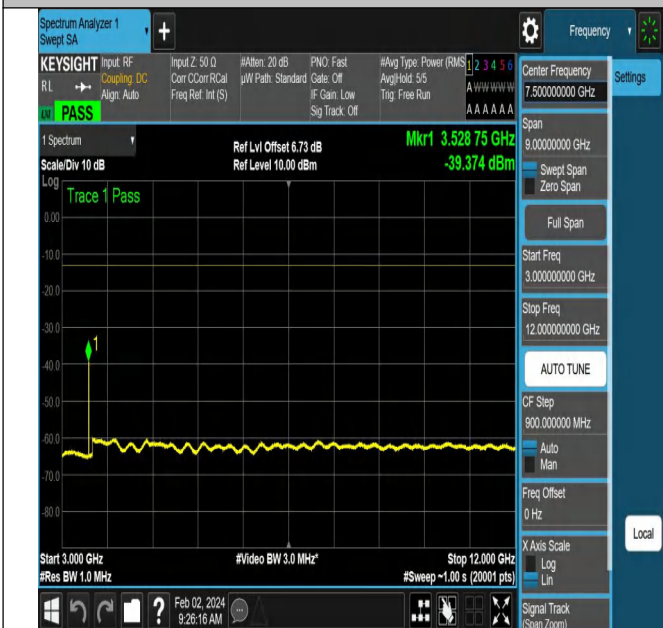 Spectrum Analyzer 1
Swept SA
Frequency
KEYSIGHT
RL
PASS
Input: RF
Coupling: DC
Align: Auto
Input Z: 50 Ω
Corr CCorr RCal
Freq Ref: Int (S)
#Atten: 20 dB
µW Path: Standard
PNO: Fast
Gate: Off
IF Gain: Low
Sig Track: Off
#Avg Type: Power (RMS
Avg|Hold: 5/5
Trig: Free Run
1 2 3 4 5 6
A W W W W W
A A A A A A
1 Spectrum
Scale/Div 10 dB
Ref Lvl Offset 6.73 dB
Ref Level 10.00 dBm
Mkr1 3.528 75 GHz
-39.374 dBm
Log
Trace 1 Pass
0.00
-10.0
-20.0
-30.0
1
-40.0
-50.0
-60.0
-70.0
-80.0
Start 3.000 GHz
#Res BW 1.0 MHz
#Video BW 3.0 MHz*
Stop 12.000 GHz
#Sweep ~1.00 s (20001 pts)
?
Feb 02, 2024
9:26:16 AM
Center Frequency
7.500000000 GHz
Settings
Span
9.00000000 GHz
Swept Span
Zero Span
Full Span
Start Freq
3.000000000 GHz
Stop Freq
12.000000000 GHz
AUTO TUNE
CF Step
900.000000 MHz
Auto
Man
Freq Offset
0 Hz
Local
X Axis Scale
Log
Lin
Signal Track
(Span Zoom)